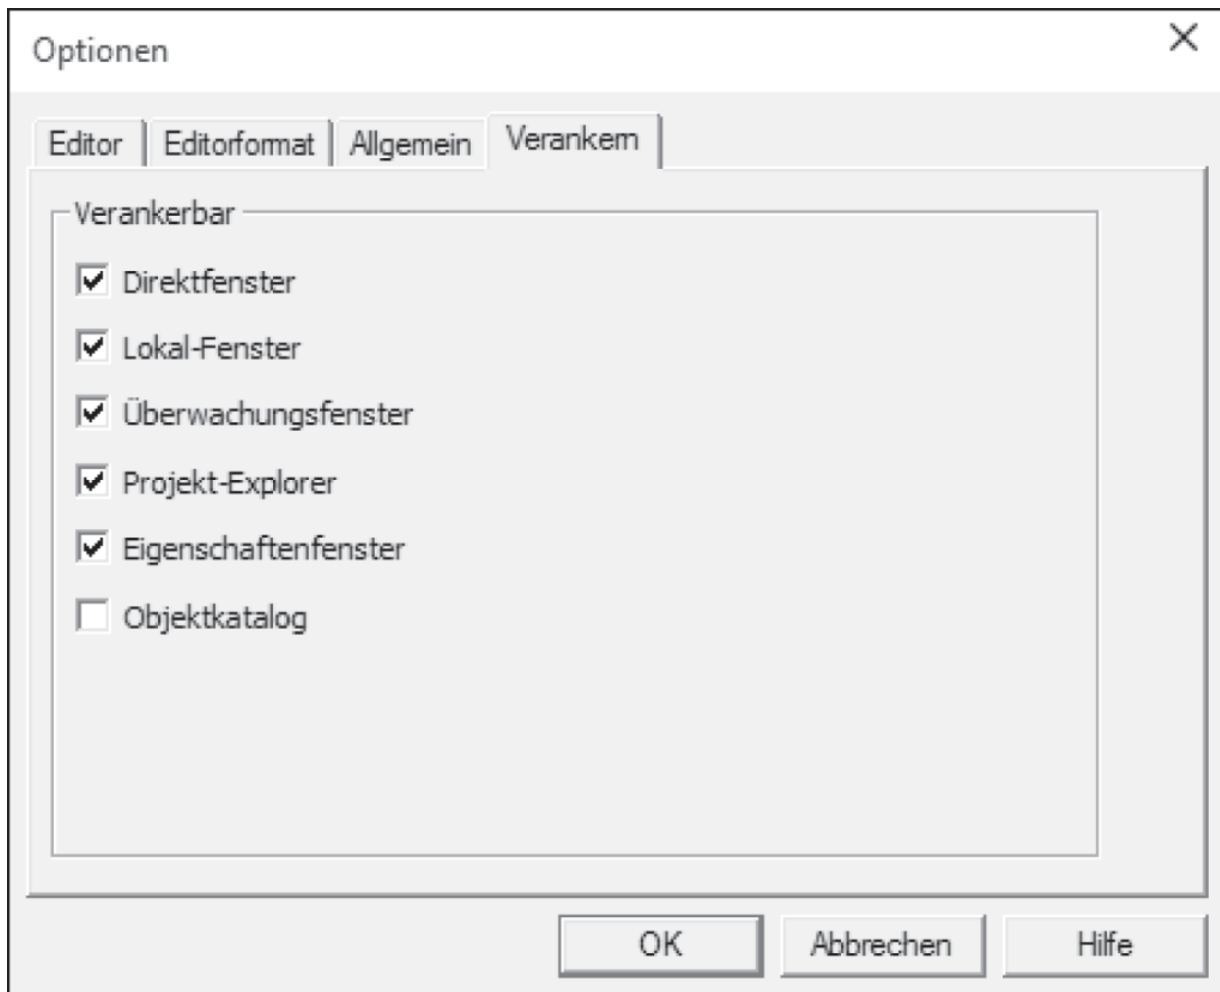 Optionen
Editor Editorformat Allgemein Verankern
Verankerbar
Direktfenster
Lokal-Fenster
Überwachungsfenster
Projekt-Explorer
Eigenschaftenfenster
Objektkatalog
OK Abbrechen Hilfe